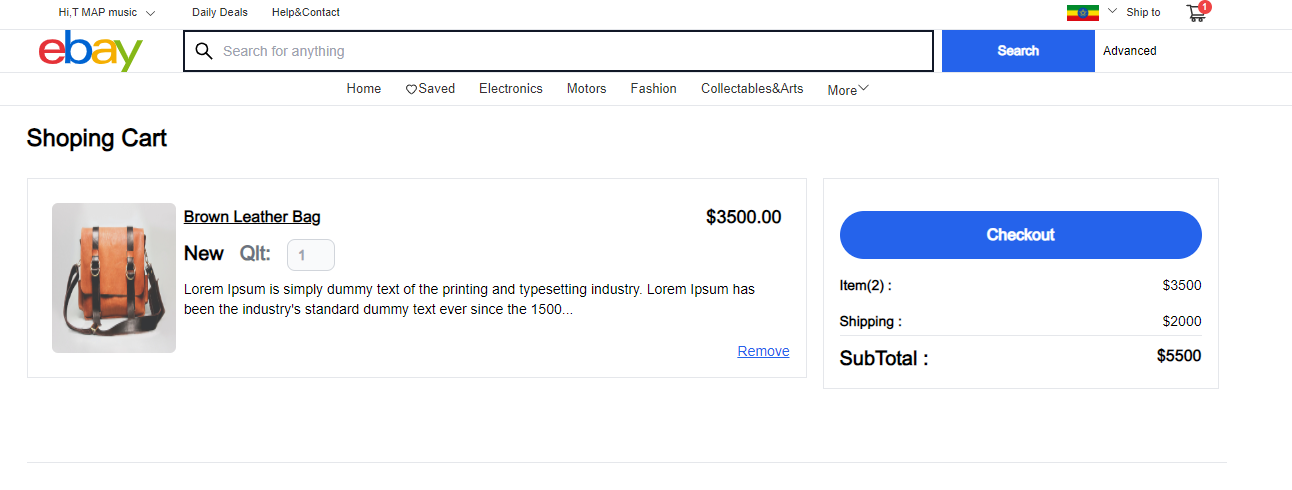 Hi,T MAP music Daily Deals Help&Contact Ship to 1
ebay Search for anything Search Advanced
Home Saved Electronics Motors Fashion Collectables&Arts More
Shoping Cart
Brown Leather Bag $3500.00
New Qlt: 1
Lorem Ipsum is simply dummy text of the printing and typesetting industry. Lorem Ipsum has
been the industry's standard dummy text ever since the 1500...
Remove
Checkout
Item(2) : $3500
Shipping : $2000
SubTotal : $5500